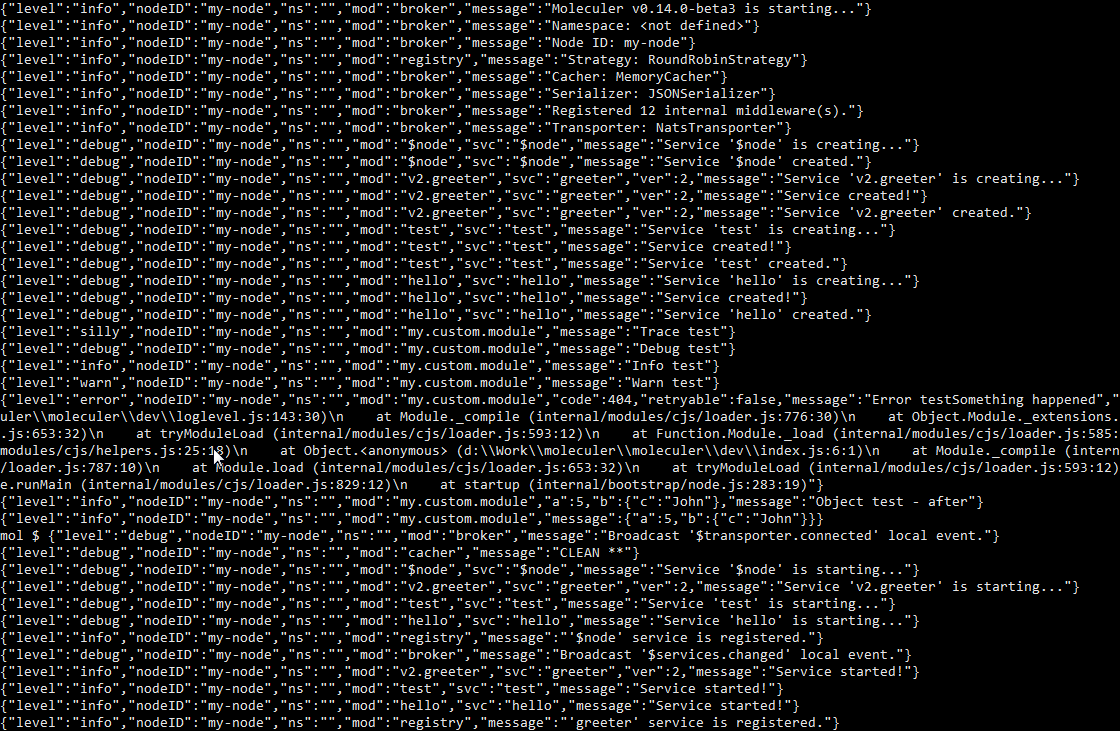 {"level":"info","nodeID":"my-node","ns":"","mod":"broker","message":"Moleculer v0.14.0-beta3 is starting..."}
{"level":"info","nodeID":"my-node","ns":"","mod":"broker","message":"Namespace: <not defined>"}
{"level":"info","nodeID":"my-node","ns":"","mod":"broker","message":"Node ID: my-node"}
{"level":"info","nodeID":"my-node","ns":"","mod":"registry","message":"Strategy: RoundRobinStrategy"}
{"level":"info","nodeID":"my-node","ns":"","mod":"broker","message":"Cacher: MemoryCacher"}
{"level":"info","nodeID":"my-node","ns":"","mod":"broker","message":"Serializer: JSONSerializer"}
{"level":"info","nodeID":"my-node","ns":"","mod":"broker","message":"Registered 12 internal middleware(s)."}
{"level":"info","nodeID":"my-node","ns":"","mod":"broker","message":"Transporter: NatsTransporter"}
{"level":"debug","nodeID":"my-node","ns":"","mod":"$node","svc":"$node","message":"Service '$node' is creating..."}
{"level":"debug","nodeID":"my-node","ns":"","mod":"$node","svc":"$node","message":"Service '$node' created."}
{"level":"debug","nodeID":"my-node","ns":"","mod":"v2.greeter","svc":"greeter","ver":2,"message":"Service 'v2.greeter' is creating..."}
{"level":"debug","nodeID":"my-node","ns":"","mod":"v2.greeter","svc":"greeter","ver":2,"message":"Service created!"}
{"level":"debug","nodeID":"my-node","ns":"","mod":"v2.greeter","svc":"greeter","ver":2,"message":"Service 'v2.greeter' created."}
{"level":"debug","nodeID":"my-node","ns":"","mod":"test","svc":"test","message":"Service 'test' is creating..."}
{"level":"debug","nodeID":"my-node","ns":"","mod":"test","svc":"test","message":"Service created!"}
{"level":"debug","nodeID":"my-node","ns":"","mod":"test","svc":"test","message":"Service 'test' created."}
{"level":"debug","nodeID":"my-node","ns":"","mod":"hello","svc":"hello","message":"Service 'hello' is creating..."}
{"level":"debug","nodeID":"my-node","ns":"","mod":"hello","svc":"hello","message":"Service created!"}
{"level":"debug","nodeID":"my-node","ns":"","mod":"hello","svc":"hello","message":"Service 'hello' created."}
{"level":"silly","nodeID":"my-node","ns":"","mod":"my.custom.module","message":"Trace test"}
{"level":"debug","nodeID":"my-node","ns":"","mod":"my.custom.module","message":"Debug test"}
{"level":"info","nodeID":"my-node","ns":"","mod":"my.custom.module","message":"Info test"}
{"level":"warn","nodeID":"my-node","ns":"","mod":"my.custom.module","message":"Warn test"}
{"level":"error","nodeID":"my-node","ns":"","mod":"my.custom.module","code":404,"retryable":false,"message":"Error testSomething happened","
uler\\moleculer\\dev\\loglevel.js:143:30)\n    at Module._compile (internal/modules/cjs/loader.js:776:30)\n    at Object.Module._extensions.
.js:653:32)\n    at tryModuleLoad (internal/modules/cjs/loader.js:593:12)\n    at Function.Module._load (internal/modules/cjs/loader.js:585:
modules/cjs/helpers.js:25:18)\n    at Object.<anonymous> (d:\\Work\\moleculer\\moleculer\\dev\\index.js:6:1)\n    at Module._compile (intern
/loader.js:787:10)\n    at Module.load (internal/modules/cjs/loader.js:653:32)\n    at tryModuleLoad (internal/modules/cjs/loader.js:593:12)
e.runMain (internal/modules/cjs/loader.js:829:12)\n    at startup (internal/bootstrap/node.js:283:19)"}
{"level":"info","nodeID":"my-node","ns":"","mod":"my.custom.module","a":5,"b":{"c":"John"},"message":"Object test - after"}
{"level":"info","nodeID":"my-node","ns":"","mod":"my.custom.module","message":{"a":5,"b":{"c":"John"}}}
mol $ {"level":"debug","nodeID":"my-node","ns":"","mod":"broker","message":"Broadcast '$transporter.connected' local event."}
{"level":"debug","nodeID":"my-node","ns":"","mod":"cacher","message":"CLEAN **"}
{"level":"debug","nodeID":"my-node","ns":"","mod":"$node","svc":"$node","message":"Service '$node' is starting..."}
{"level":"debug","nodeID":"my-node","ns":"","mod":"v2.greeter","svc":"greeter","ver":2,"message":"Service 'v2.greeter' is starting..."}
{"level":"debug","nodeID":"my-node","ns":"","mod":"test","svc":"test","message":"Service 'test' is starting..."}
{"level":"debug","nodeID":"my-node","ns":"","mod":"hello","svc":"hello","message":"Service 'hello' is starting..."}
{"level":"info","nodeID":"my-node","ns":"","mod":"registry","message":"'$node' service is registered."}
{"level":"debug","nodeID":"my-node","ns":"","mod":"broker","message":"Broadcast '$services.changed' local event."}
{"level":"info","nodeID":"my-node","ns":"","mod":"v2.greeter","svc":"greeter","ver":2,"message":"Service started!"}
{"level":"info","nodeID":"my-node","ns":"","mod":"test","svc":"test","message":"Service started!"}
{"level":"info","nodeID":"my-node","ns":"","mod":"hello","svc":"hello","message":"Service started!"}
{"level":"info","nodeID":"my-node","ns":"","mod":"registry","message":"'greeter' service is registered."}